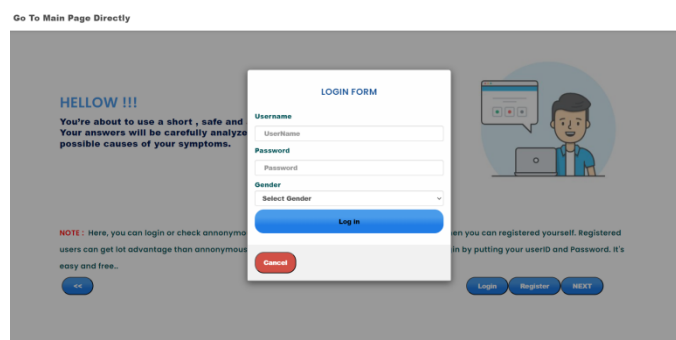 Go To Main Page Directly
LOGIN FORM
HELLOW !!!
You're about to use a short , safe and
Your answers will be carefully analyze
possible causes of your symptoms.
Username
UserName
Password
Password
Gender
Select Gender
Log in
Cancel
NOTE : Here, you can login or check annonymo en you can registered yourself. Registered
users can get lot advantage than annonymous in by putting your userID and Password. It's
easy and free..
<< Login Register NEXT